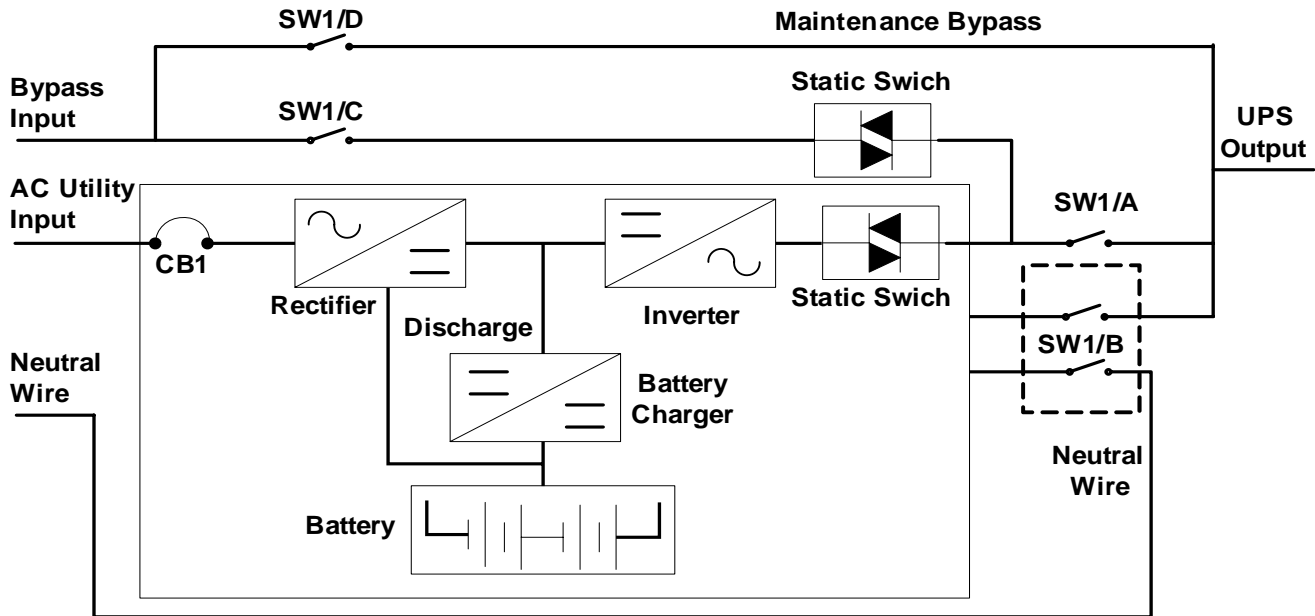 SW1/D
Maintenance Bypass
Bypass
Input
SW1/C
Static Swich
UPS
Output
AC Utility
Input
CB1
Rectifier
Inverter
Static Swich
SW1/A
Discharge
SW1/B
Neutral
Wire
Battery
Charger
Neutral
Wire
Battery